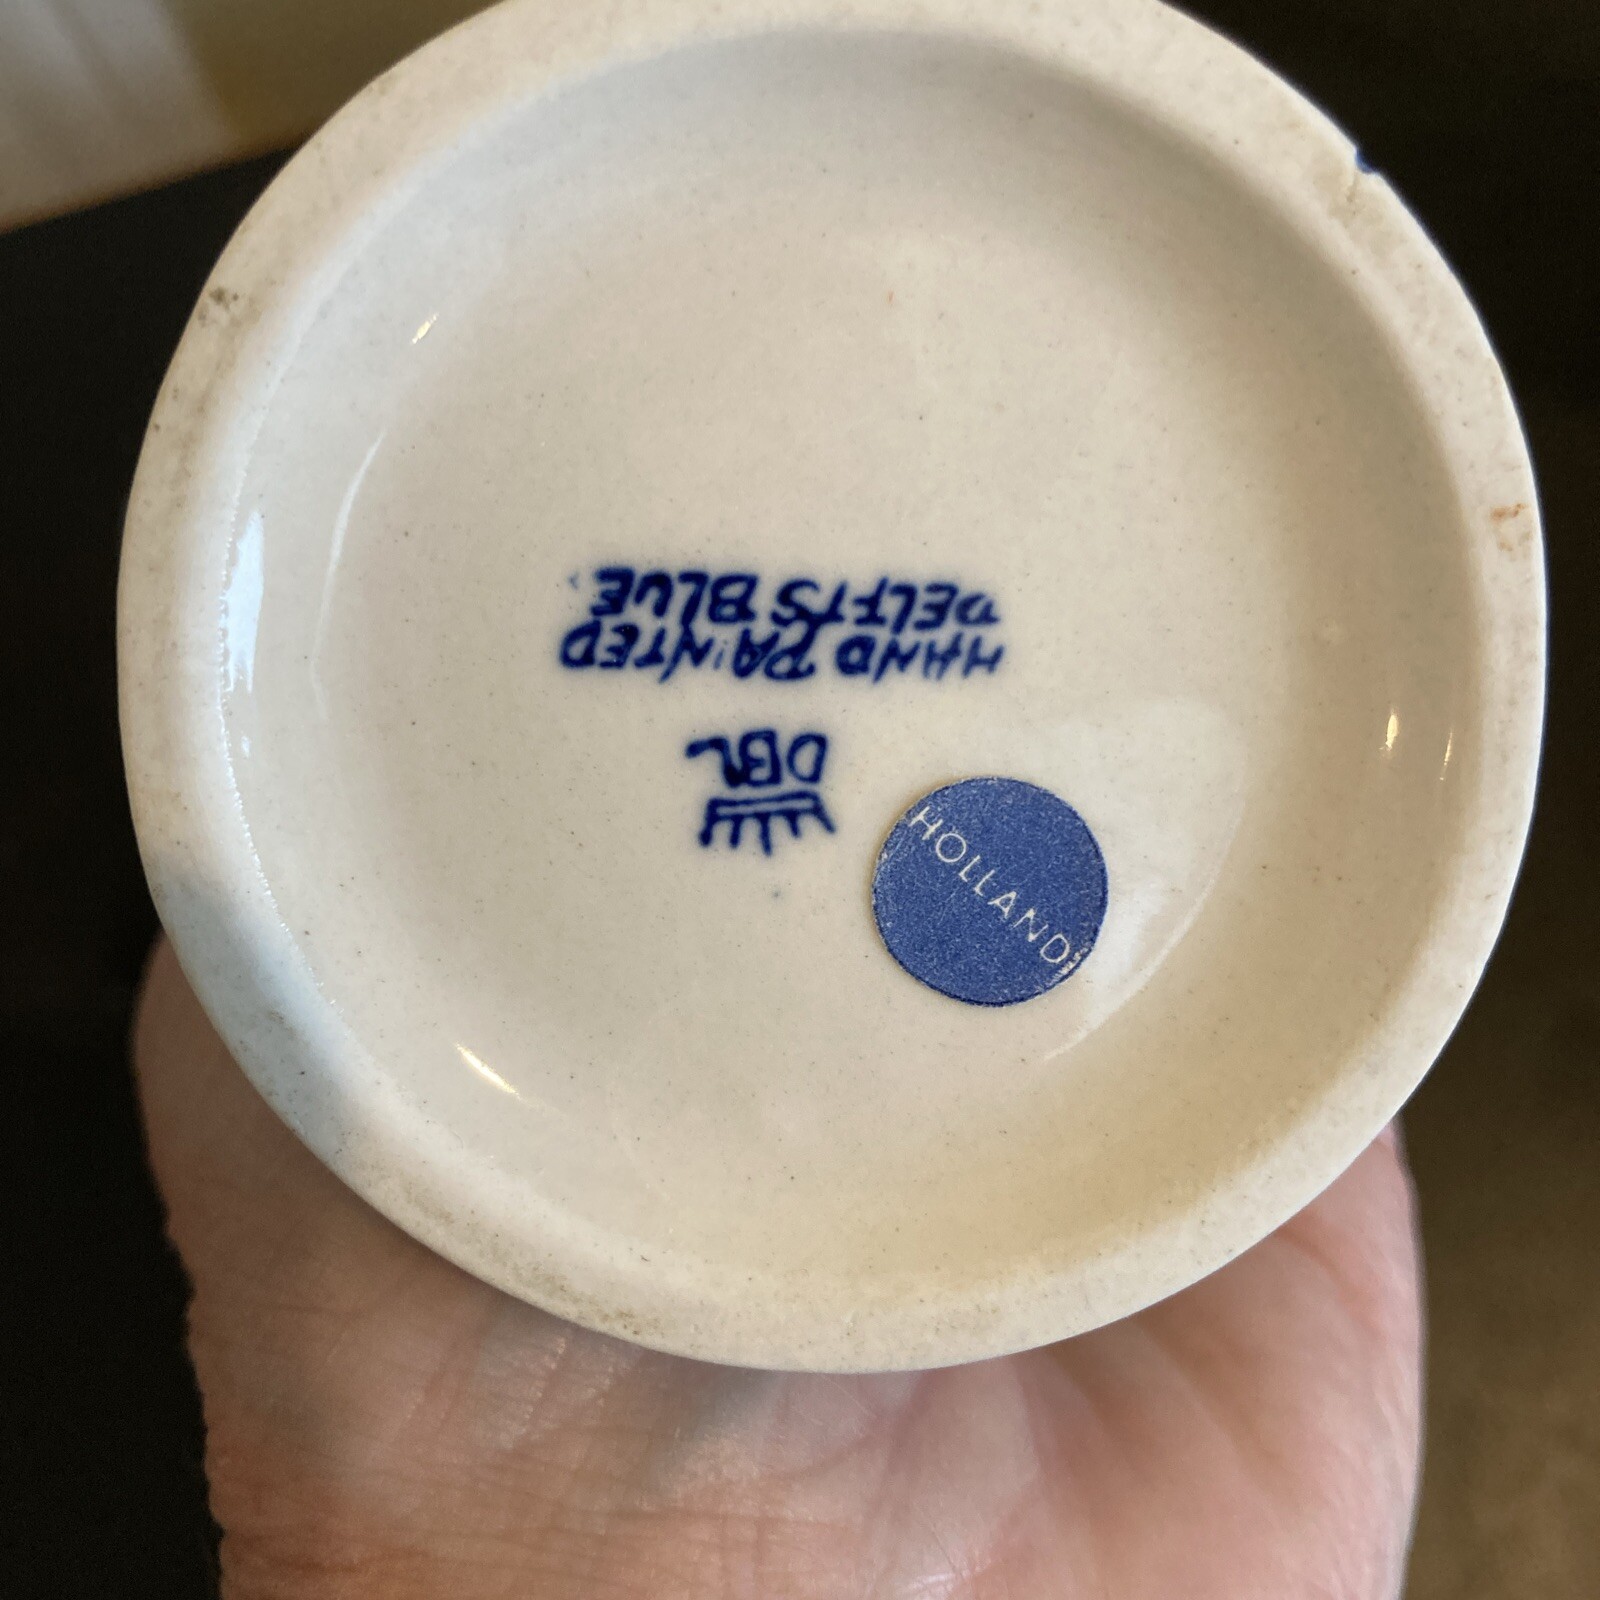 DBL
HAND PAINTED
DELFTS BLUE
HOLLAND